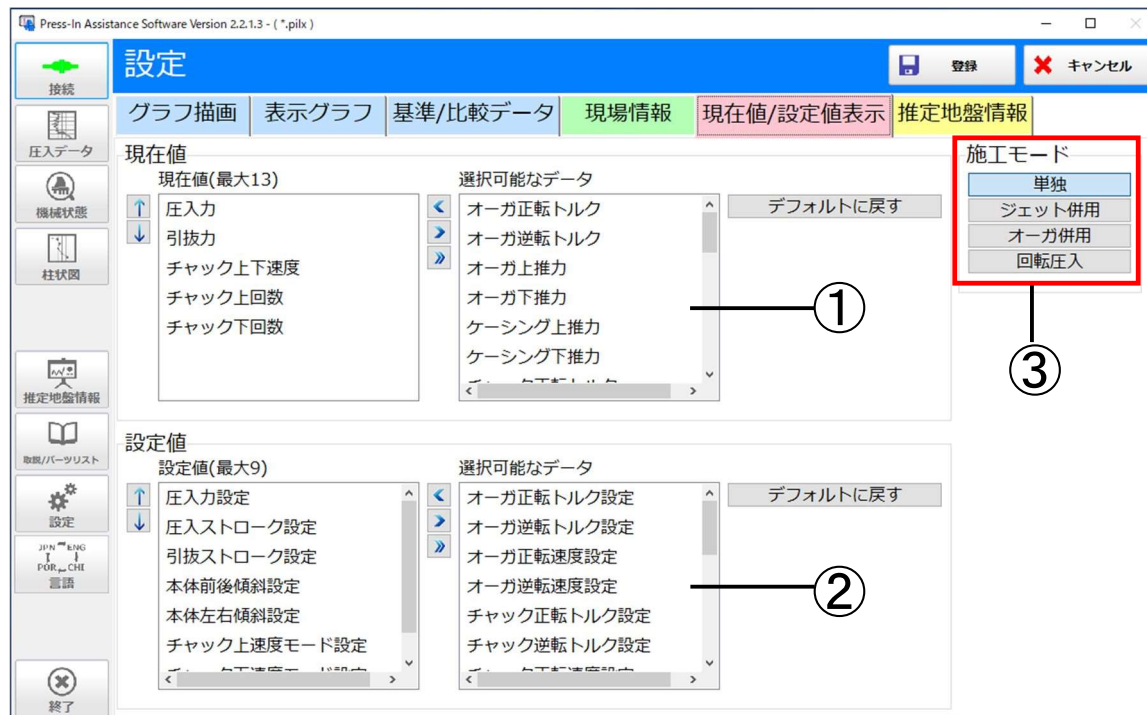 Press-In Assistance Software Version 2.2.1.3 - ( *.pilx )
設定
登録
キャンセル
接続
圧入データ
機械状態
柱状図
推定地盤情報
取説/パーツリスト
設定
JPN ENG
POR CHI
言語
終了
グラフ描画 表示グラフ 基準/比較データ 現場情報 現在値/設定値表示 推定地盤情報
現在値
現在値(最大13)
圧入力
引抜力
チャック上下速度
チャック上回数
チャック下回数
選択可能なデータ
オーガ正転トルク
オーガ逆転トルク
オーガ上推力
オーガ下推力
ケーシング上推力
ケーシング下推力
デフォルトに戻す
①
設定値
設定値(最大9)
圧入力設定
圧入ストローク設定
引抜ストローク設定
本体前後傾斜設定
本体左右傾斜設定
チャック上速度モード設定
選択可能なデータ
オーガ正転トルク設定
オーガ逆転トルク設定
オーガ正転速度設定
オーガ逆転速度設定
チャック正転トルク設定
チャック逆転トルク設定
デフォルトに戻す
②
施工モード
単独
ジェット併用
オーガ併用
回転圧入
③